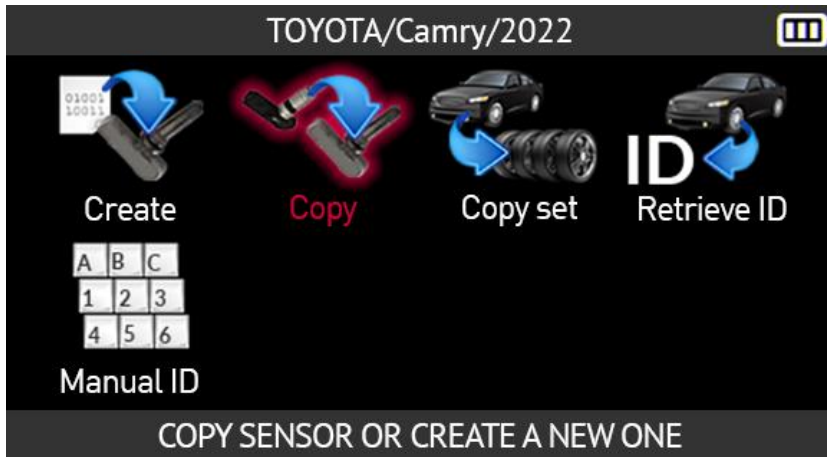 TOYOTA/Camry/2022
01001
10011
Create
Copy
Copy set
ID
Retrieve ID
A B C
1 2 3
4 5 6
Manual ID
COPY SENSOR OR CREATE A NEW ONE